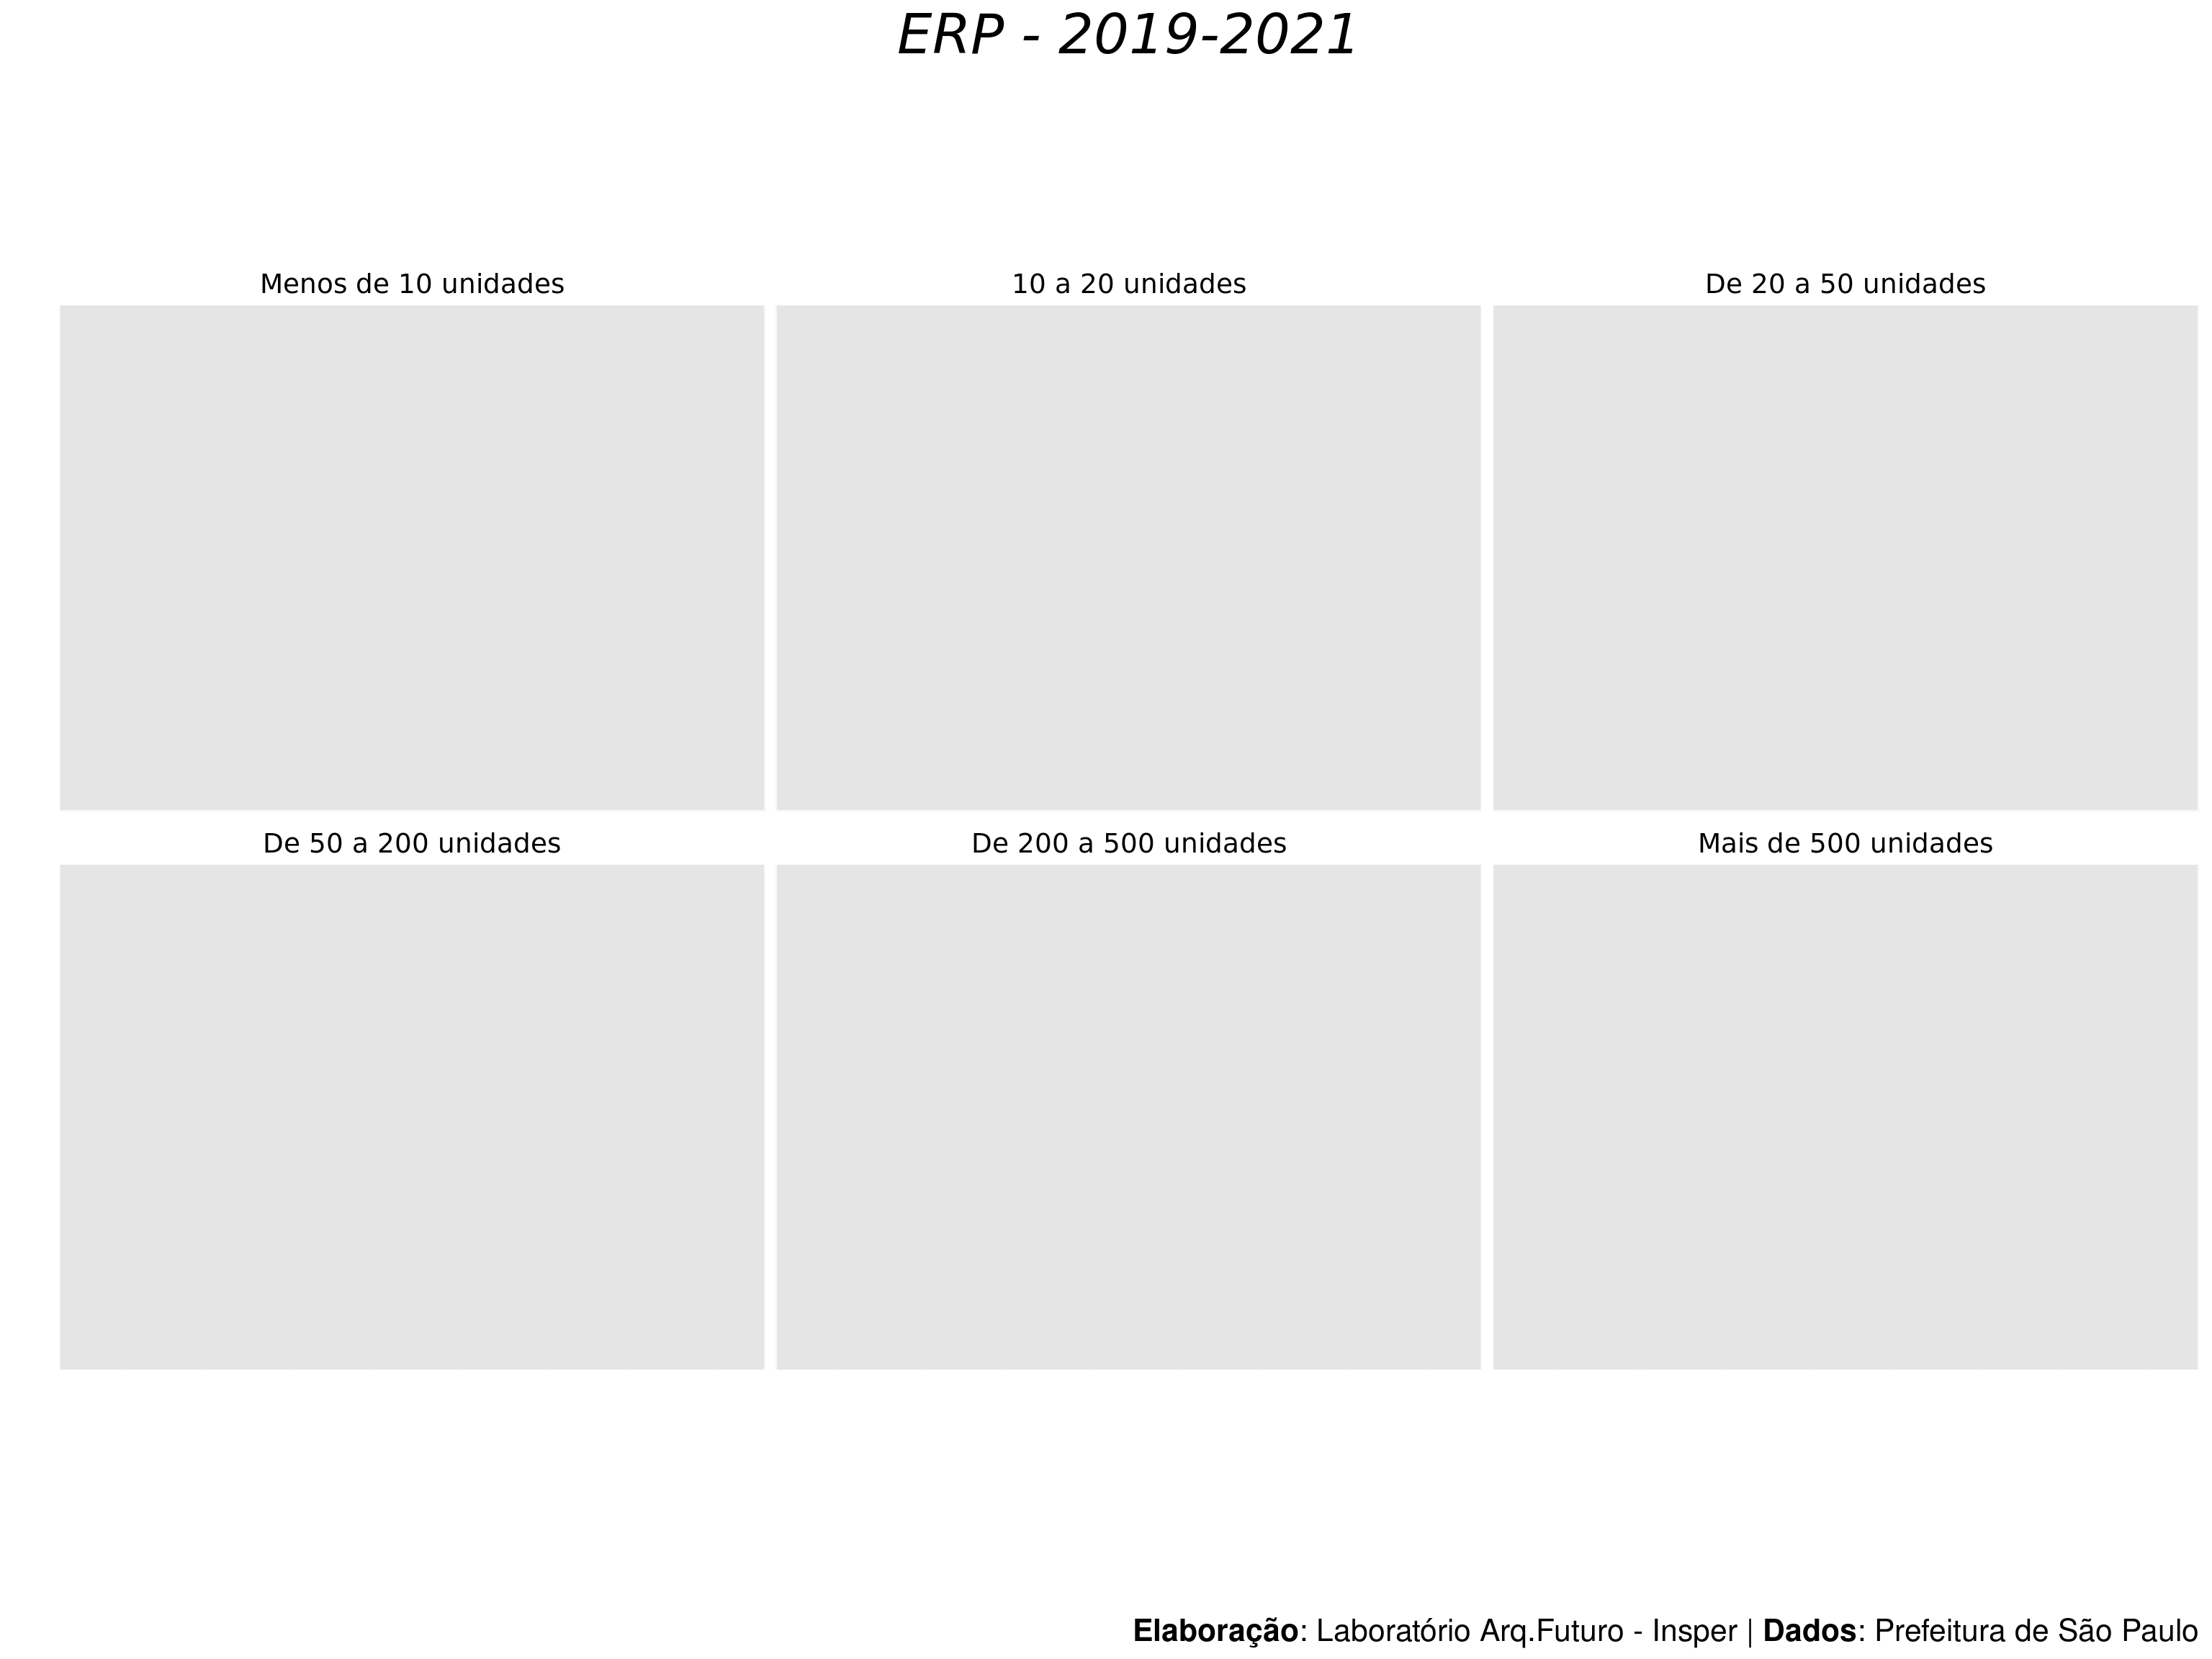 ERP - 2019-2021
Menos de 10 unidades
10 a 20 unidades
De 20 a 50 unidades
De 50 a 200 unidades
De 200 a 500 unidades
Mais de 500 unidades
Elaboração: Laboratório Arq.Futuro - Insper | Dados: Prefeitura de São Paulo